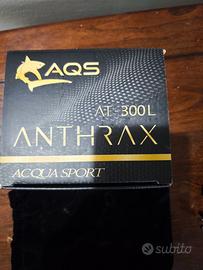 AQS
AT-300L
ANTHRAX
ACQUA SPORT
subito